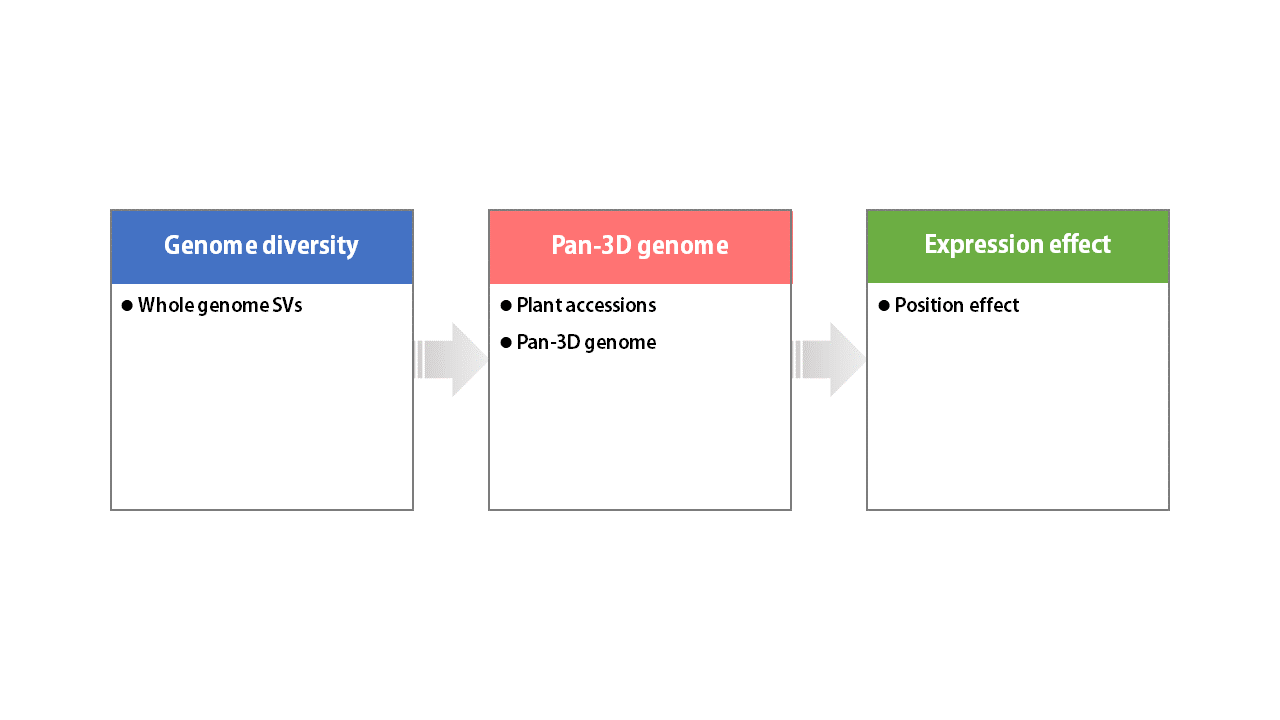 Genome diversity
● Whole genome SVs
Pan-3D genome
● Plant accessions
● Pan-3D genome
Expression effect
● Position effect